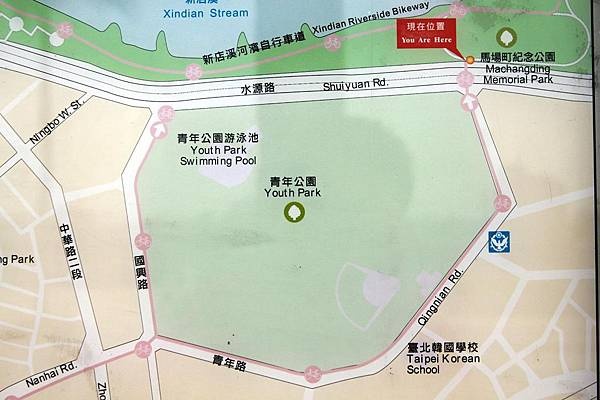 新店溪
Xindian Stream
新店溪河濱自行車道
Xindian Riverside Bikeway
現在位置
You Are Here
馬場町紀念公園
Machangding
Memorial Park
水源路
Shuiyuan Rd.
Ningbo W. St.
青年公園游泳池
Youth Park
Swimming Pool
青年公園
Youth Park
中華路二段
國興路
ng Park
Qingnian Rd.
臺北韓國學校
Taipei Korean
School
青年路
Nanhai Rd.
Zho